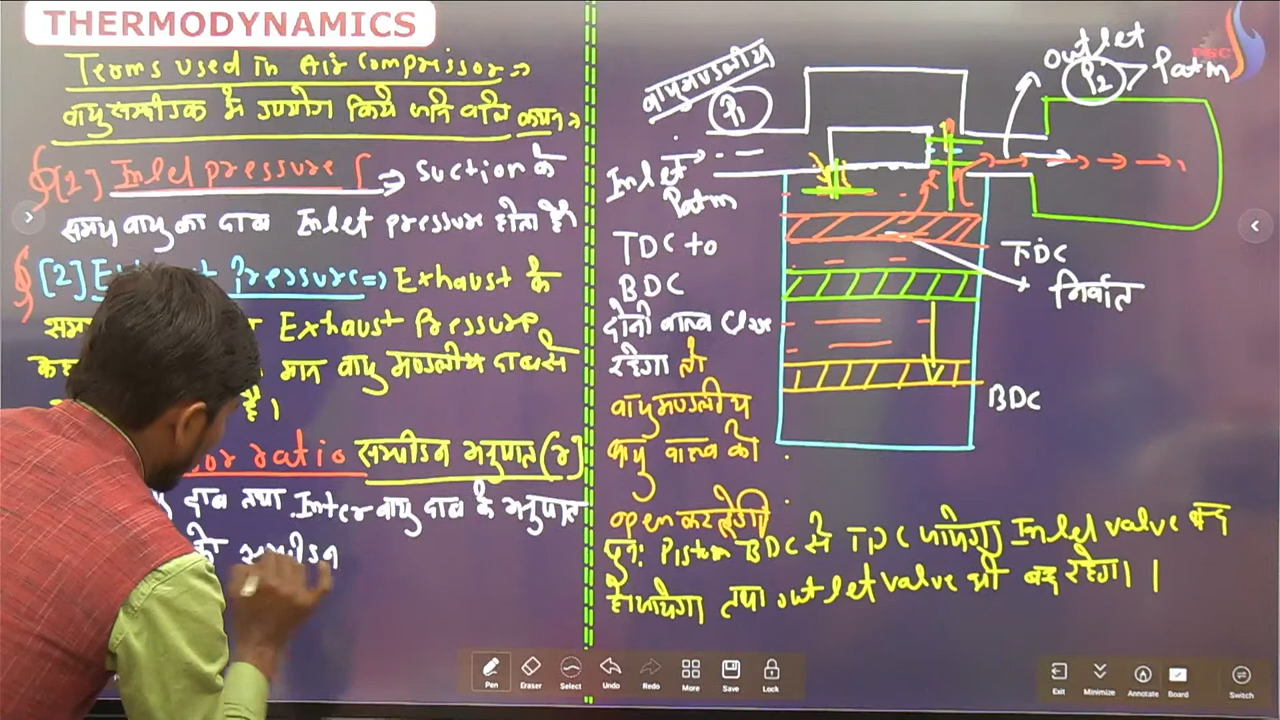 THERMODYNAMICS
Terms used in Air Compressor ⇒
वायु सम्पीडक में उपयोग किये जाने वाले कथन ⇒
[1] Inlet pressure ⇒ Suction के
समय वायु का दाब Inlet pressure होता है।
[2] Pressure ⇒ Exhaust के
Exhaust Pressure
मान वायु मण्डलीय दाब से
है।
ratio सम्पीडन अनुपात (r)
दाब तथा Inter वायु दाब के अनुपात
को सम्पीडन
वायुमण्डलीय
P1
Inlet
Patm
TDC to
BDC
दोनो वाल्व Close
रहेगा तो
वायुमण्डलीय
वायु वाल्व को
open कर लेगी
पुनः Piston BDC से TDC जायेगा Inlet valve बन्द
हो जायेगा तथा outlet valve भी बन्द रहेगा।
outlet
P2 > Patm
TDC
निर्वात
BDC
Pen
Eraser
Select
Undo
Redo
More
Save
Lock
Exit
Minimize
Annotate
Board
Switch